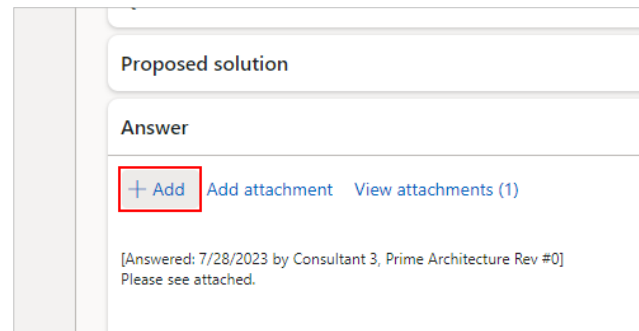 Proposed solution
Answer
+ Add Add attachment View attachments (1)
[Answered: 7/28/2023 by Consultant 3, Prime Architecture Rev #0]
Please see attached.